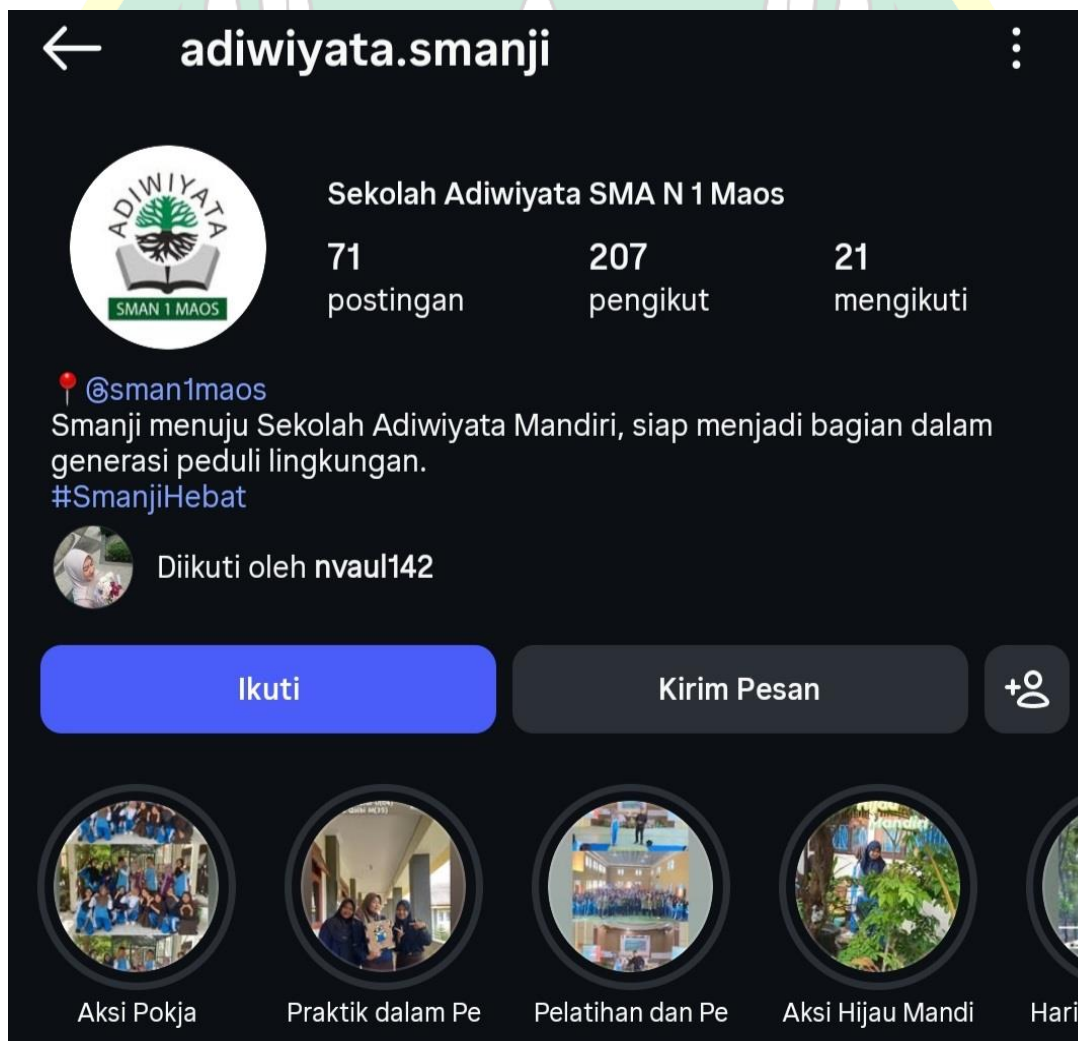 adiwiyata.smanji
ADIWIYATA
SMAN 1 MAOS
Sekolah Adiwiyata SMA N 1 Maos
71 207 21
postingan pengikut mengikuti
@sman1maos
Smanji menuju Sekolah Adiwiyata Mandiri, siap menjadi bagian dalam
generasi peduli lingkungan.
#SmanjiHebat
Diikuti oleh nvaul142
Ikuti Kirim Pesan
Hijau
Mandiri
Aksi Pokja Praktik dalam Pe Pelatihan dan Pe Aksi Hijau Mandi Hari